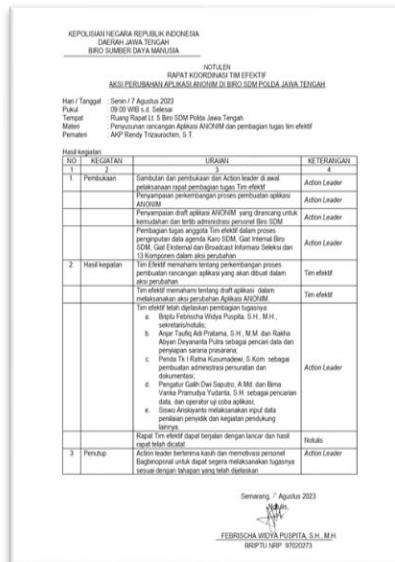 KEPOLISIAN NEGARA REPUBLIK INDONESIA
DAERAH JAWA TENGAH
BIRO SUMBER DAYA MANUSIA
NOTULEN
RAPAT KOORDINASI TIM EFEKTIF
AKSI PERUBAHAN APLIKASI ANONIM DI BIRO SDM POLDA JAWA TENGAH
Hari / Tanggal : Senin / 7 Agustus 2023
Pukul : 09.00 WIB s.d. Selesai
Tempat : Ruang Rapat Lt. 5 Biro SDM Polda Jawa Tengah
Materi : Penyusunan rancangan Aplikasi ANONIM dan pembagian tugas tim efektif
Pemateri : AKP Rendy Trizaurochim, S.T.
Hasil kegiatan
NO KEGIATAN URAIAN KETERANGAN
1 2 3 4
1 Pembukaan Sambutan dan pembukaan dari Action leader di awal Action Leader
pelaksanaan rapat pembagian tugas Tim efektif
Penyampaian perkembangan proses pembuatan aplikasi Action Leader
ANONIM
Penyampaian draft aplikasi ANONIM yang dirancang untuk Action Leader
kemudahan dan tertib administrasi personel Biro SDM
Pembagian tugas anggota Tim efektif dalam proses Action Leader
penginputan data agenda Karo SDM, Giat Internal Biro
SDM, Giat Eksternal dan Broadcast Informasi Seleksi dan
13 Komponen dalam aksi perubahan
2 Hasil kegiatan Tim Efektif memahami tentang perkembangan proses Tim efektif
pembuatan rancangan aplikasi yang akan dibuat dalam
aksi perubahan
Tim efektif memahami tentang draft aplikasi dalam Tim efektif
melaksanakan aksi perubahan Aplikasi ANONIM.
Tim efektif telah dijelaskan pembagian tugasnya: Action Leader
a. Briptu Febrischa Widya Puspita, S.H., M.H.,
sekretaris/notulis;
b. Anjar Taufiq Adi Pratama, S.H., M.M. dan Rakha
Abyan Deyananta Putra sebagai pencari data dan
penyiapan sarana prasarana;
c. Penda Tk I Ratna Kusumadewi, S.Kom. sebagai
pembuatan administrasi persuratan dan
dokumentasi;
d. Pengatur Galih Dwi Saputro, A.Md. dan Bima
Varika Pramudya Yudanta, S.H. sebagai pencarian
data, dan operator uji coba aplikasi;
e. Siswo Ariskiyanto melaksanakan input data
penilaian penyidik dan kegiatan pendukung
lainnya.
Rapat Tim efektif dapat berjalan dengan lancar dan hasil Notulis
rapat telah dicatat
3 Penutup Action leader berterima kasih dan memotivasi personel Action Leader
Bagbinoponal untuk dapat segera melaksanakan tugasnya
sesuai dengan tahapan yang telah dijelaskan
Semarang, 7 Agustus 2023
Notulis,
FEBRISCHA WIDYA PUSPITA, S.H., M.H.
BRIPTU NRP 97020273